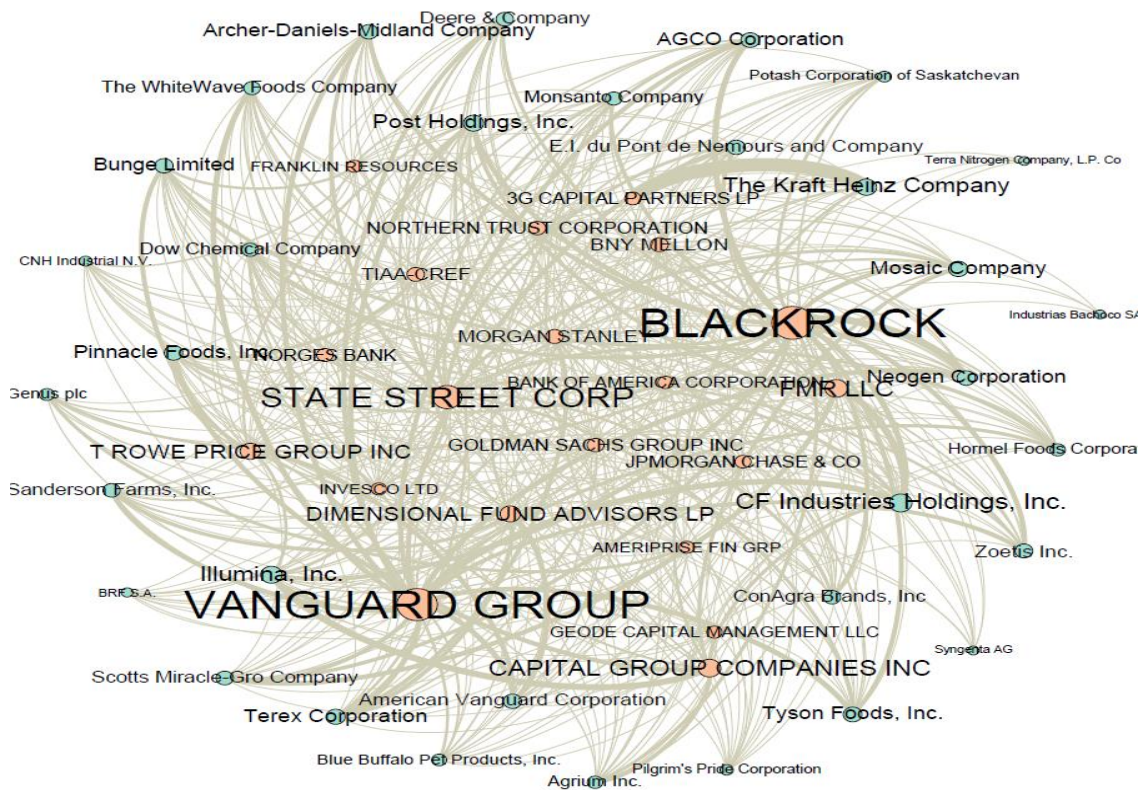 Deere & Company
Archer-Daniels-Midland Company
AGCO Corporation
Potash Corporation of Saskatchevan
The WhiteWave Foods Company
Monsanto Company
Post Holdings, Inc.
E.I. du Pont de Nemours and Company
Bunge Limited
FRANKLIN RESOURCES
Terra Nitrogen Company, L.P. Co
The Kraft Heinz Company
3G CAPITAL PARTNERS LP
NORTHERN TRUST CORPORATION
BNY MELLON
Dow Chemical Company
CNH Industrial N.V.
TIAA-CREF
Mosaic Company
Industrias Bachoco SA
BLACKROCK
MORGAN STANLEY
Pinnacle Foods, Inc
NORGES BANK
Neogen Corporation
BANK OF AMERICA CORPORATION
FMR LLC
Genus plc
STATE STREET CORP
T ROWE PRICE GROUP INC
GOLDMAN SACHS GROUP INC
Hormel Foods Corpora
JPMORGAN CHASE & CO
Sanderson Farms, Inc.
INVESCO LTD
CF Industries Holdings, Inc.
DIMENSIONAL FUND ADVISORS LP
AMERIPRISE FIN GRP
Zoetis Inc.
Illumina, Inc.
BRF S.A.
VANGUARD GROUP
ConAgra Brands, Inc
GEODE CAPITAL MANAGEMENT LLC
Syngenta AG
CAPITAL GROUP COMPANIES INC
Scotts Miracle-Gro Company
American Vanguard Corporation
Terex Corporation
Tyson Foods, Inc.
Blue Buffalo Pet Products, Inc.
Pilgrim's Pride Corporation
Agrium Inc.